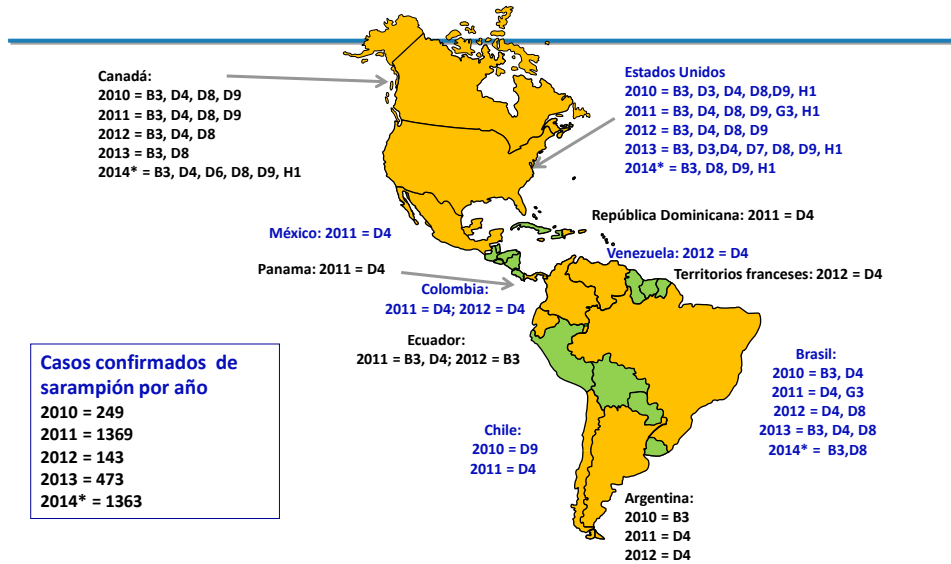 Canadá:
2010 = B3, D4, D8, D9
2011 = B3, D4, D8, D9
2012 = B3, D4, D8
2013 = B3, D8
2014* = B3, D4, D6, D8, D9, H1
Estados Unidos
2010 = B3, D3, D4, D8,D9, H1
2011 = B3, D4, D8, D9, G3, H1
2012 = B3, D4, D8, D9
2013 = B3, D3,D4, D7, D8, D9, H1
2014* = B3, D8, D9, H1
República Dominicana: 2011 = D4
México: 2011 = D4
Venezuela: 2012 = D4
Panama: 2011 = D4
Territorios franceses: 2012 = D4
Colombia:
2011 = D4; 2012 = D4
Ecuador:
2011 = B3, D4; 2012 = B3
Casos confirmados de
sarampión por año
2010 = 249
2011 = 1369
2012 = 143
2013 = 473
2014* = 1363
Brasil:
2010 = B3, D4
2011 = D4, G3
2012 = D4, D8
2013 = B3, D4, D8
2014* = B3,D8
Chile:
2010 = D9
2011 = D4
Argentina:
2010 = B3
2011 = D4
2012 = D4